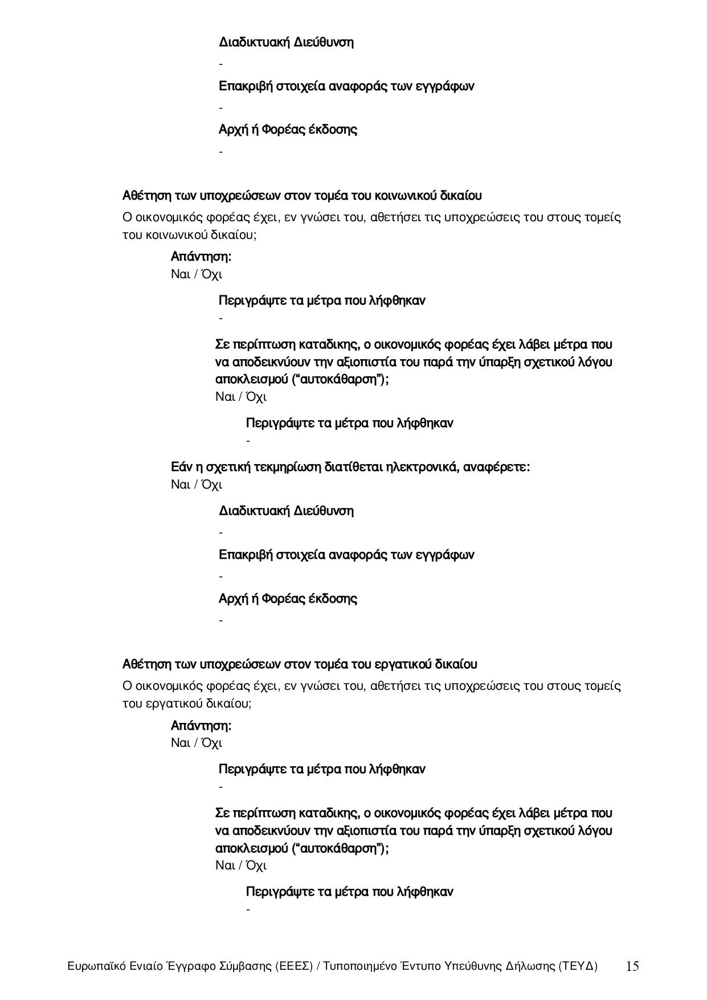 Διαδικτυακή Διεύθυνση
-
Επακριβή στοιχεία αναφοράς των εγγράφων
-
Αρχή ή Φορέας έκδοσης
-
Αθέτηση των υποχρεώσεων στον τομέα του κοινωνικού δικαίου
Ο οικονομικός φορέας έχει, εν γνώσει του, αθετήσει τις υποχρεώσεις του στους τομείς
του κοινωνικού δικαίου;
Απάντηση:
Ναι / Όχι
Περιγράψτε τα μέτρα που λήφθηκαν
-
Σε περίπτωση καταδικης, ο οικονομικός φορέας έχει λάβει μέτρα που
να αποδεικνύουν την αξιοπιστία του παρά την ύπαρξη σχετικού λόγου
αποκλεισμού (“αυτοκάθαρση”);
Ναι / Όχι
Περιγράψτε τα μέτρα που λήφθηκαν
-
Εάν η σχετική τεκμηρίωση διατίθεται ηλεκτρονικά, αναφέρετε:
Ναι / Όχι
Διαδικτυακή Διεύθυνση
-
Επακριβή στοιχεία αναφοράς των εγγράφων
-
Αρχή ή Φορέας έκδοσης
-
Αθέτηση των υποχρεώσεων στον τομέα του εργατικού δικαίου
Ο οικονομικός φορέας έχει, εν γνώσει του, αθετήσει τις υποχρεώσεις του στους τομείς
του εργατικού δικαίου;
Απάντηση:
Ναι / Όχι
Περιγράψτε τα μέτρα που λήφθηκαν
-
Σε περίπτωση καταδικης, ο οικονομικός φορέας έχει λάβει μέτρα που
να αποδεικνύουν την αξιοπιστία του παρά την ύπαρξη σχετικού λόγου
αποκλεισμού (“αυτοκάθαρση”);
Ναι / Όχι
Περιγράψτε τα μέτρα που λήφθηκαν
-
Ευρωπαϊκό Ενιαίο Έγγραφο Σύμβασης (ΕΕΕΣ) / Τυποποιημένο Έντυπο Υπεύθυνης Δήλωσης (ΤΕΥΔ) 15